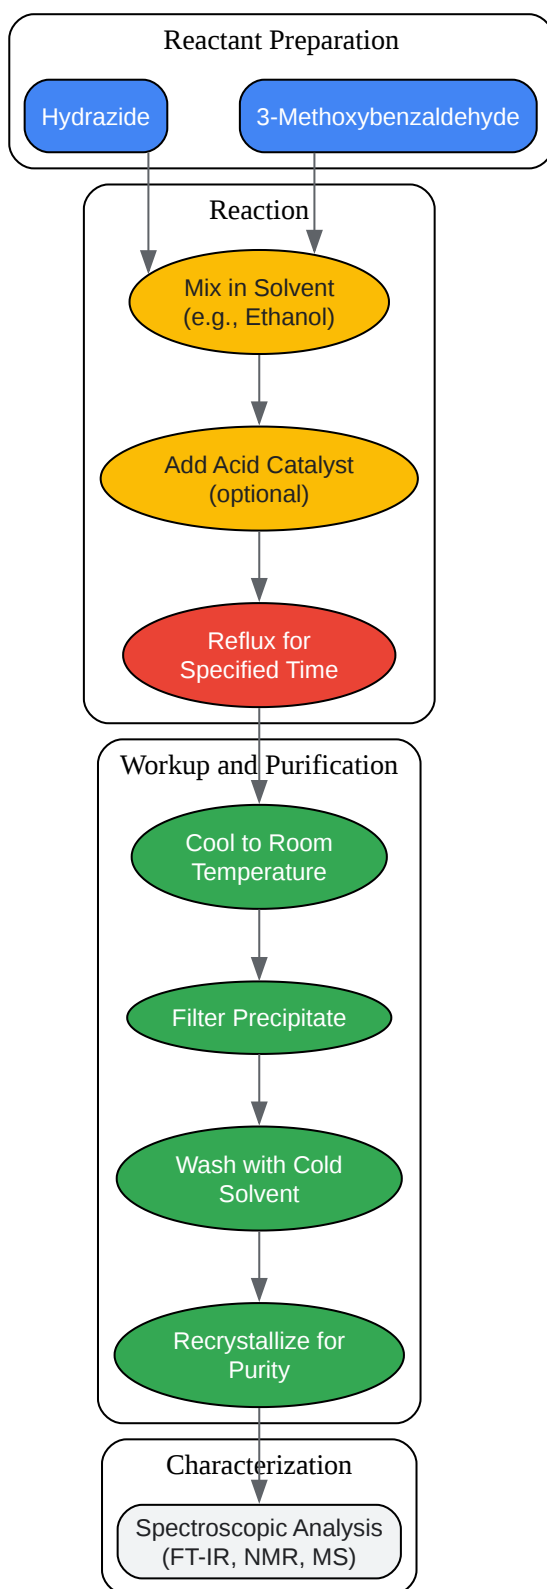 Reactant Preparation
Hydrazide
3-Methoxybenzaldehyde
Reaction
Mix in Solvent
(e.g., Ethanol)
Add Acid Catalyst
(optional)
Reflux for
Specified Time
Workup and Purification
Cool to Room
Temperature
Filter Precipitate
Wash with Cold
Solvent
Recrystallize for
Purity
Characterization
Spectroscopic Analysis
(FT-IR, NMR, MS)